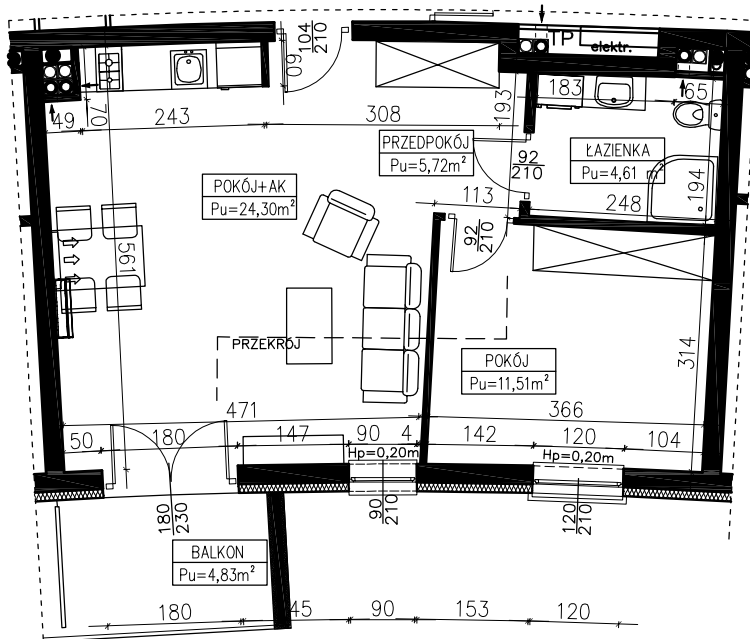 104
210
TP
elektr.
60
193
183
65
49
70
243
308
PRZEDPOKÓJ
Pu=5,72m²
92
210
ŁAZIENKA
Pu=4,61 m²
POKÓJ+AK
Pu=24,30m²
113
248
194
92
210
561
PRZEKRÓJ
POKÓJ
Pu=11,51m²
314
471
366
50
180
147
90
4
142
120
104
Hp=0,20m
Hp=0,20m
180
230
90
210
120
210
BALKON
Pu=4,83m²
180
45
90
153
120